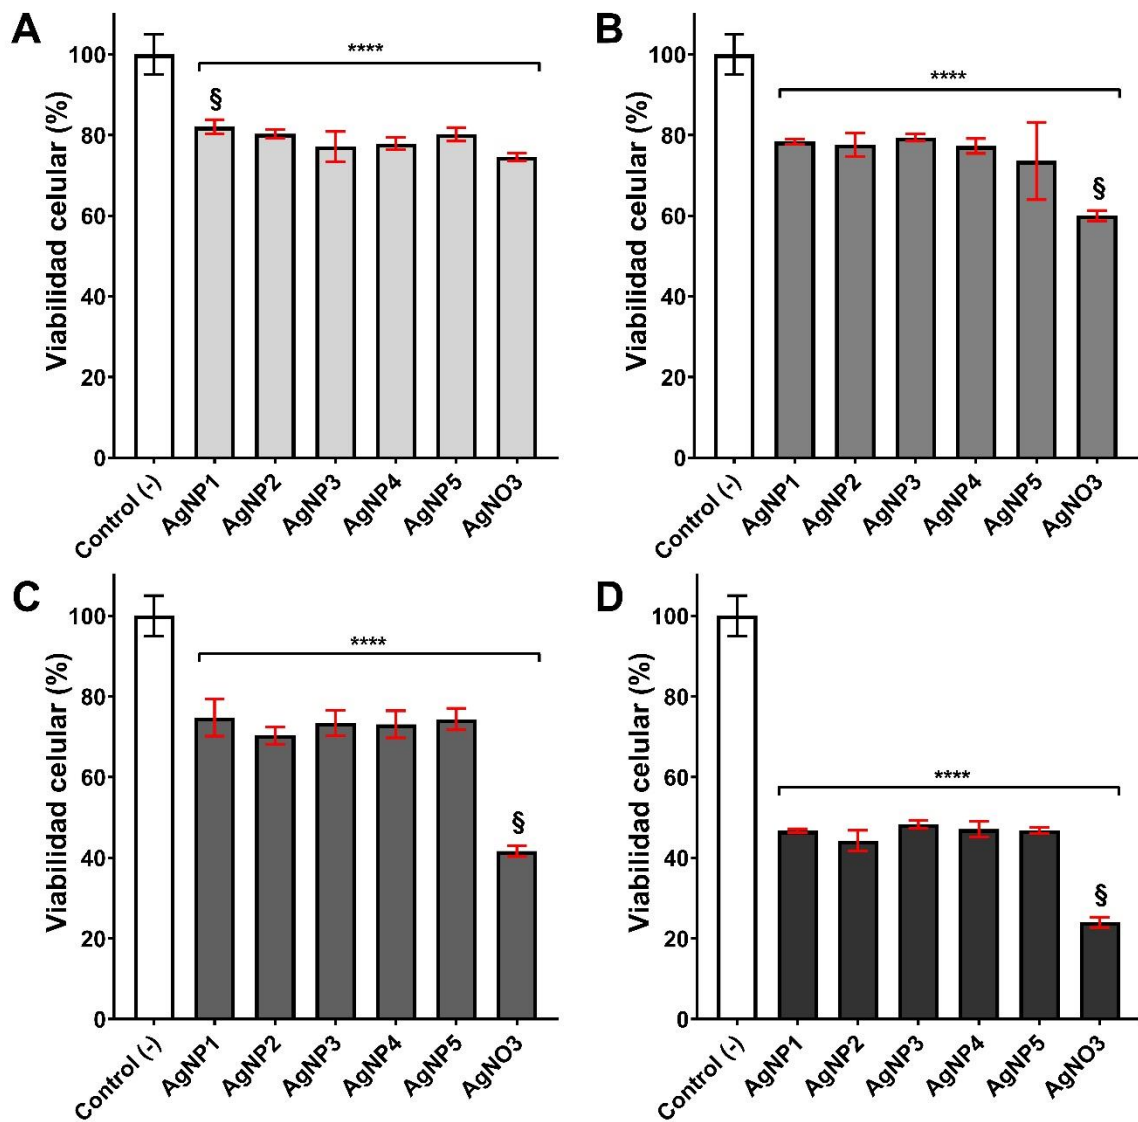 A
Viabilidad celular (%)
100
80
60
40
20
0
****
§
Control (-)
AgNP1
AgNP2
AgNP3
AgNP4
AgNP5
AgNO3
B
Viabilidad celular (%)
100
80
60
40
20
0
****
§
Control (-)
AgNP1
AgNP2
AgNP3
AgNP4
AgNP5
AgNO3
C
Viabilidad celular (%)
100
80
60
40
20
0
****
§
Control (-)
AgNP1
AgNP2
AgNP3
AgNP4
AgNP5
AgNO3
D
Viabilidad celular (%)
100
80
60
40
20
0
****
§
Control (-)
AgNP1
AgNP2
AgNP3
AgNP4
AgNP5
AgNO3